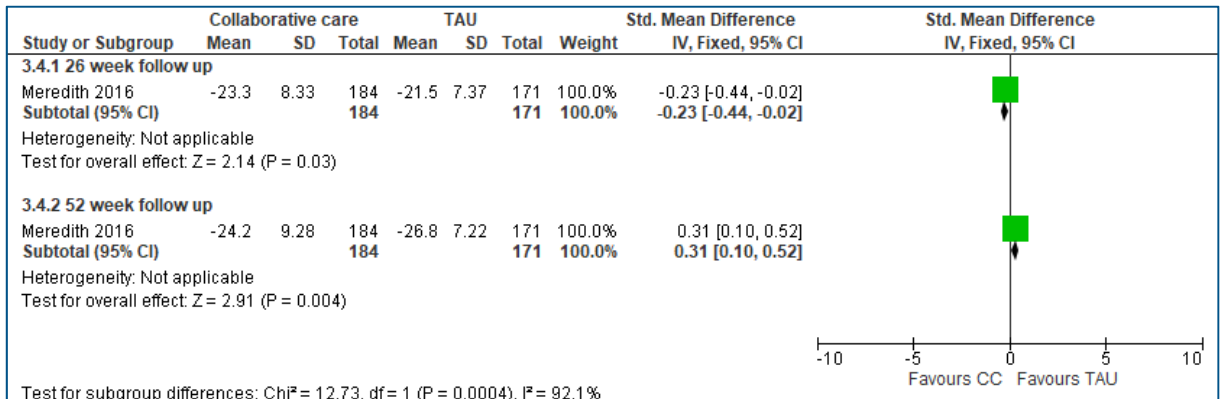 Collaborative care TAU Std. Mean Difference Std. Mean Difference
Study or Subgroup Mean SD Total Mean SD Total Weight IV, Fixed, 95% CI IV, Fixed, 95% CI
3.4.1 26 week follow up
Meredith 2016 -23.3 8.33 184 -21.5 7.37 171 100.0% -0.23 [-0.44, -0.02]
Subtotal (95% CI) 184 171 100.0% -0.23 [-0.44, -0.02]
Heterogeneity: Not applicable
Test for overall effect: Z = 2.14 (P = 0.03)
3.4.2 52 week follow up
Meredith 2016 -24.2 9.28 184 -26.8 7.22 171 100.0% 0.31 [0.10, 0.52]
Subtotal (95% CI) 184 171 100.0% 0.31 [0.10, 0.52]
Heterogeneity: Not applicable
Test for overall effect: Z = 2.91 (P = 0.004)
-10 -5 0 5 10
Favours CC Favours TAU
Test for subgroup differences: Chi² = 12.73, df = 1 (P = 0.0004), I² = 92.1%